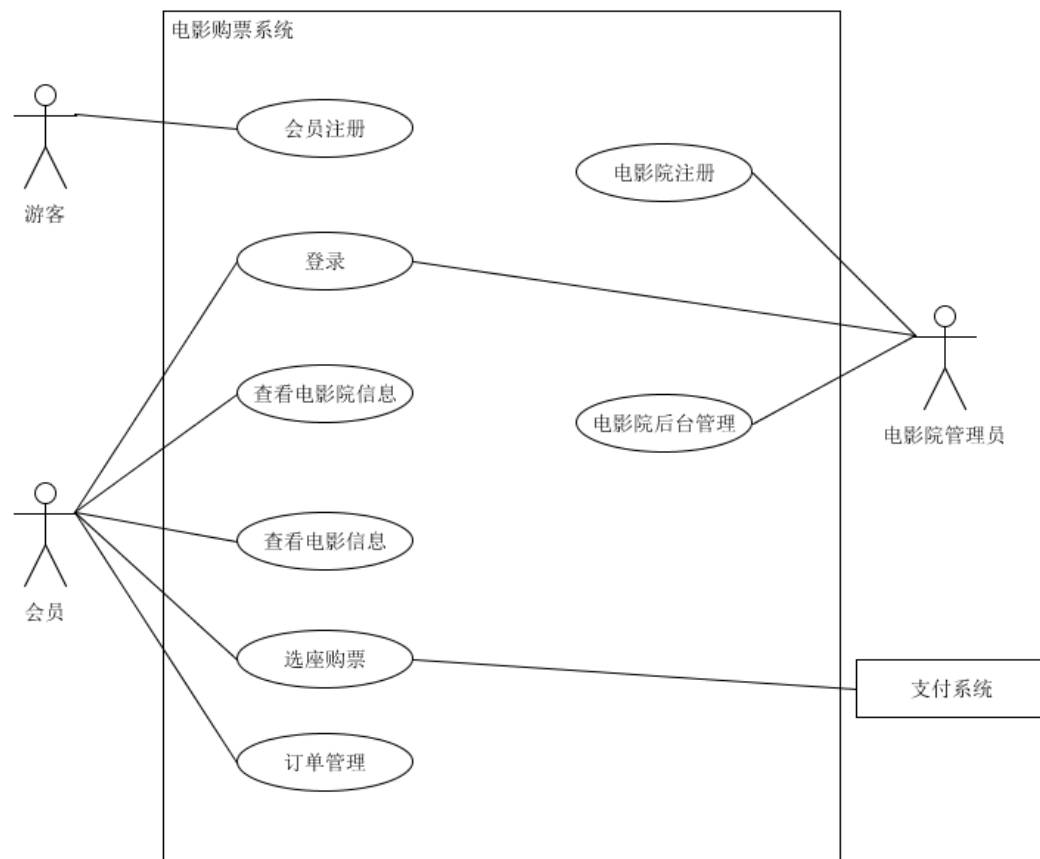 电影购票系统
会员注册
电影院注册
游客
登录
查看电影院信息
电影院后台管理
电影院管理员
查看电影信息
会员
选座购票
支付系统
订单管理